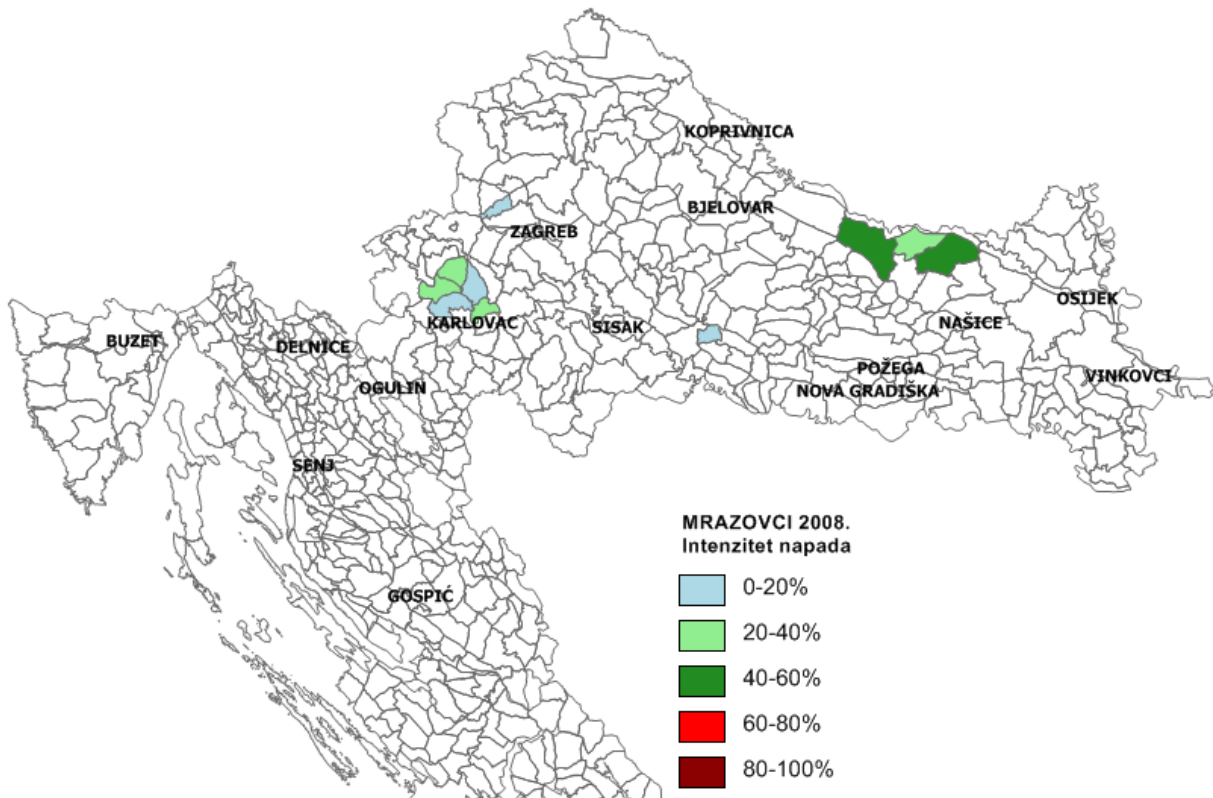 KOPRIVNICA
BJELOVAR
ZAGREB
OSIJEK
KARLOVAC
SISAK
NAŠICE
BUZET
DELNICE
POŽEGA
VINKOVCI
OGULIN
NOVA GRADIŠKA
SENJ
GOSPIĆ
MRAZOVCI 2008.
Intenzitet napada
0-20%
20-40%
40-60%
60-80%
80-100%